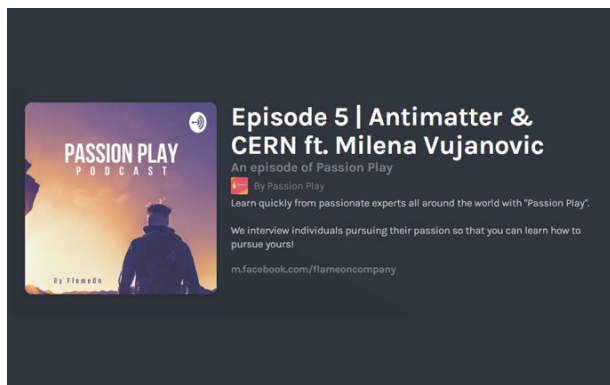 PASSION PLAY
PODCAST
By FlameOn
Episode 5 | Antimatter &
CERN ft. Milena Vujanovic
An episode of Passion Play
By Passion Play
Learn quickly from passionate experts all around the world with "Passion Play".
We interview individuals pursuing their passion so that you can learn how to
pursue yours!
m.facebook.com/flameoncompany